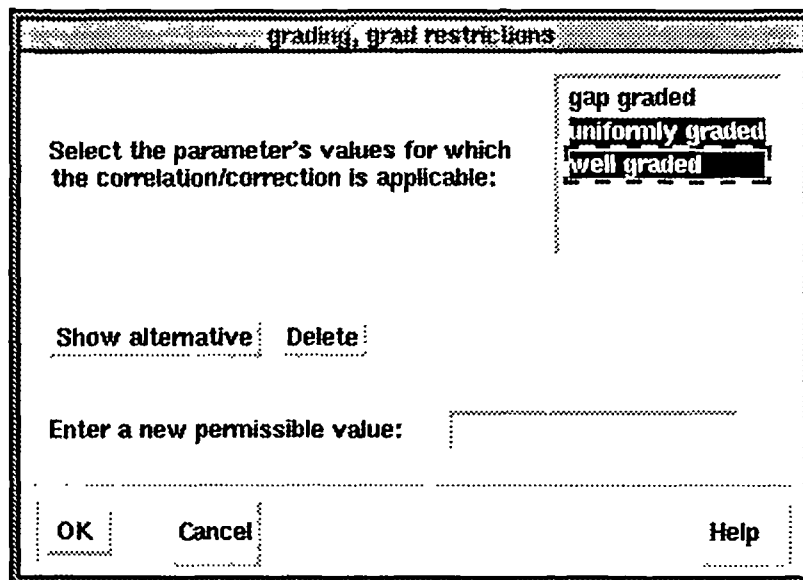 grading, grad restrictions
gap graded
uniformly graded
well graded
Select the parameter's values for which
the correlation/correction is applicable:
Show alternative
Delete
Enter a new permissible value:
OK
Cancel
Help